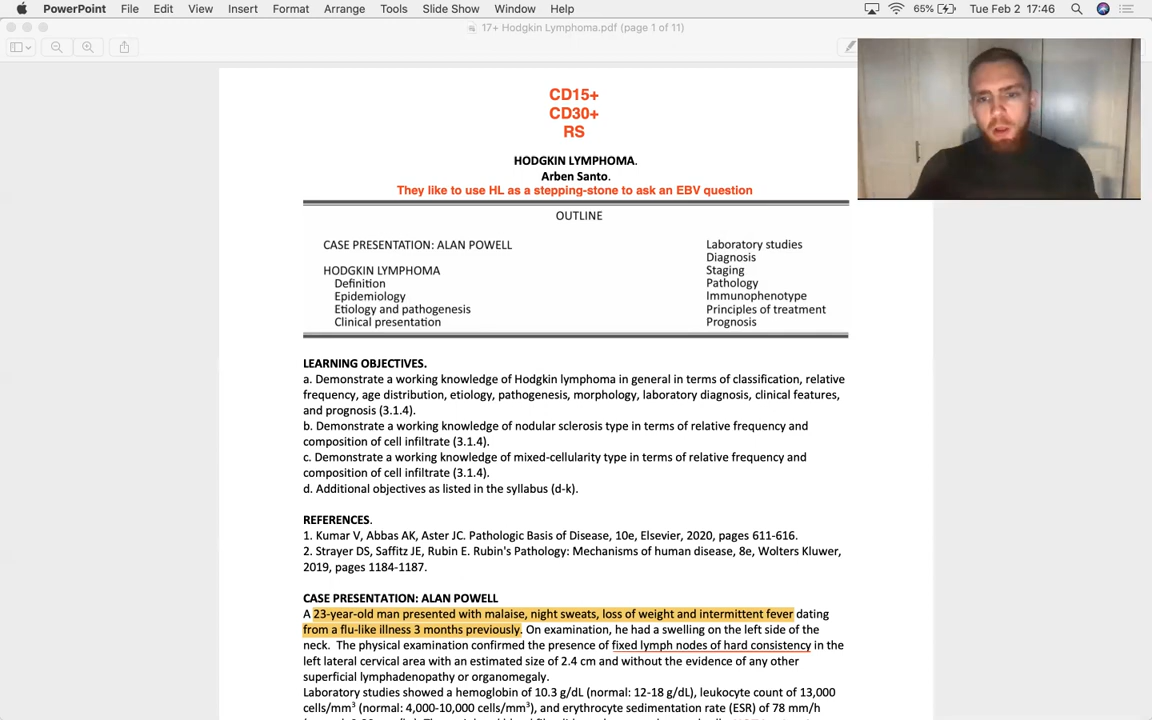 PowerPoint File Edit View Insert Format Arrange Tools Slide Show Window Help 65% Tue Feb 2 17:46
17+ Hodgkin Lymphoma.pdf (page 1 of 11)
CD15+
CD30+
RS
HODGKIN LYMPHOMA.
Arben Santo.
They like to use HL as a stepping-stone to ask an EBV question
OUTLINE
CASE PRESENTATION: ALAN POWELL
HODGKIN LYMPHOMA
Definition
Epidemiology
Etiology and pathogenesis
Clinical presentation
Laboratory studies
Diagnosis
Staging
Pathology
Immunophenotype
Principles of treatment
Prognosis
LEARNING OBJECTIVES.
a. Demonstrate a working knowledge of Hodgkin lymphoma in general in terms of classification, relative
frequency, age distribution, etiology, pathogenesis, morphology, laboratory diagnosis, clinical features,
and prognosis (3.1.4).
b. Demonstrate a working knowledge of nodular sclerosis type in terms of relative frequency and
composition of cell infiltrate (3.1.4).
c. Demonstrate a working knowledge of mixed-cellularity type in terms of relative frequency and
composition of cell infiltrate (3.1.4).
d. Additional objectives as listed in the syllabus (d-k).
REFERENCES.
1. Kumar V, Abbas AK, Aster JC. Pathologic Basis of Disease, 10e, Elsevier, 2020, pages 611-616.
2. Strayer DS, Saffitz JE, Rubin E. Rubin's Pathology: Mechanisms of human disease, 8e, Wolters Kluwer,
2019, pages 1184-1187.
CASE PRESENTATION: ALAN POWELL
A 23-year-old man presented with malaise, night sweats, loss of weight and intermittent fever dating
from a flu-like illness 3 months previously. On examination, he had a swelling on the left side of the
neck. The physical examination confirmed the presence of fixed lymph nodes of hard consistency in the
left lateral cervical area with an estimated size of 2.4 cm and without the evidence of any other
superficial lymphadenopathy or organomegaly.
Laboratory studies showed a hemoglobin of 10.3 g/dL (normal: 12-18 g/dL), leukocyte count of 13,000
cells/mm³ (normal: 4,000-10,000 cells/mm³), and erythrocyte sedimentation rate (ESR) of 78 mm/h